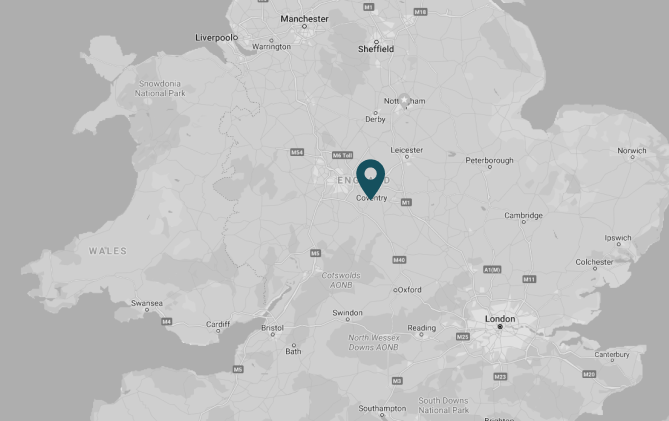 M1
M18
Manchester
Liverpool
Warrington
Sheffield
Snowdonia
National Park
Nottingham
Derby
M54
M6 Toll
Leicester
Norwich
Peterborough
ENGLAND
Coventry
M1
Cambridge
Ipswich
WALES
M5
M40
Colchester
A1(M)
Cotswolds
AONB
M11
Oxford
Swansea
Swindon
London
M4
Cardiff
Bristol
Reading
M25
North Wessex
Downs AONB
Bath
Canterbury
M5
M3
M23
M20
South Downs
National Park
Southampton
Brighton